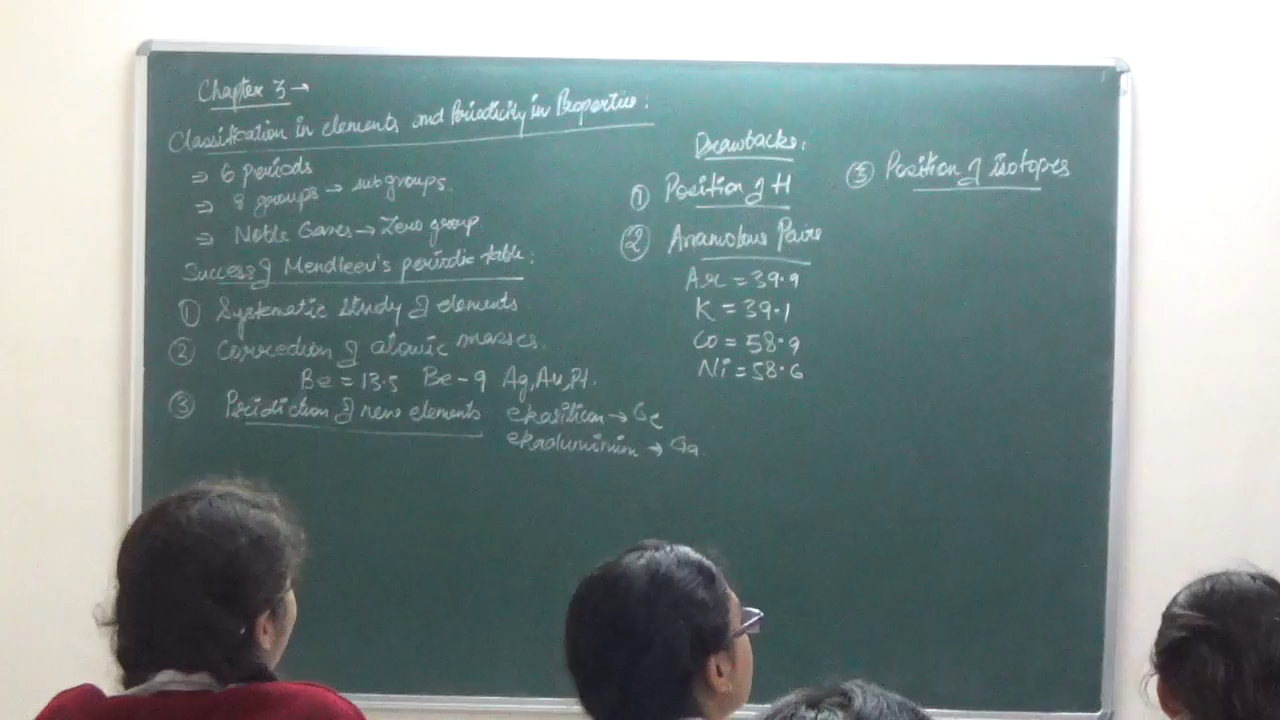 Chapter 3 →
Classification in elements and Periodicity in Properties:
⇒ 6 periods
⇒ 8 groups → subgroups.
⇒ Noble Gases → Zero group
Success of Mendleev's periodic table:
① Systematic study of elements
② Correction of atomic masses.
Be = 13.5 Be - 9 Ag, Au, Pt.
③ Prediction of new elements ekasilicon → Ge
ekaaluminium → Ga
Drawbacks:
① Position of H
② Anamolous Pairs
Ar = 39.9
K = 39.1
Co = 58.9
Ni = 58.6
③ Position of isotopes